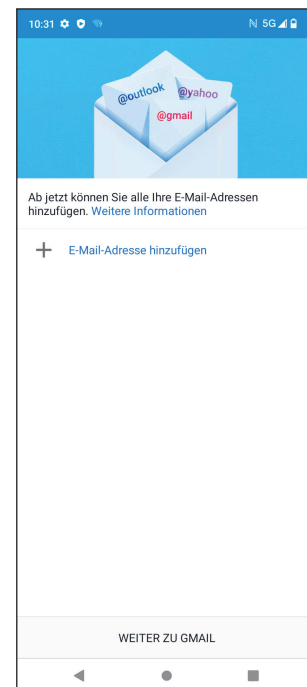 10:31 N 5G
@outlook @yahoo
@gmail
Ab jetzt können Sie alle Ihre E-Mail-Adressen
hinzufügen. Weitere Informationen
E-Mail-Adresse hinzufügen
WEITER ZU GMAIL